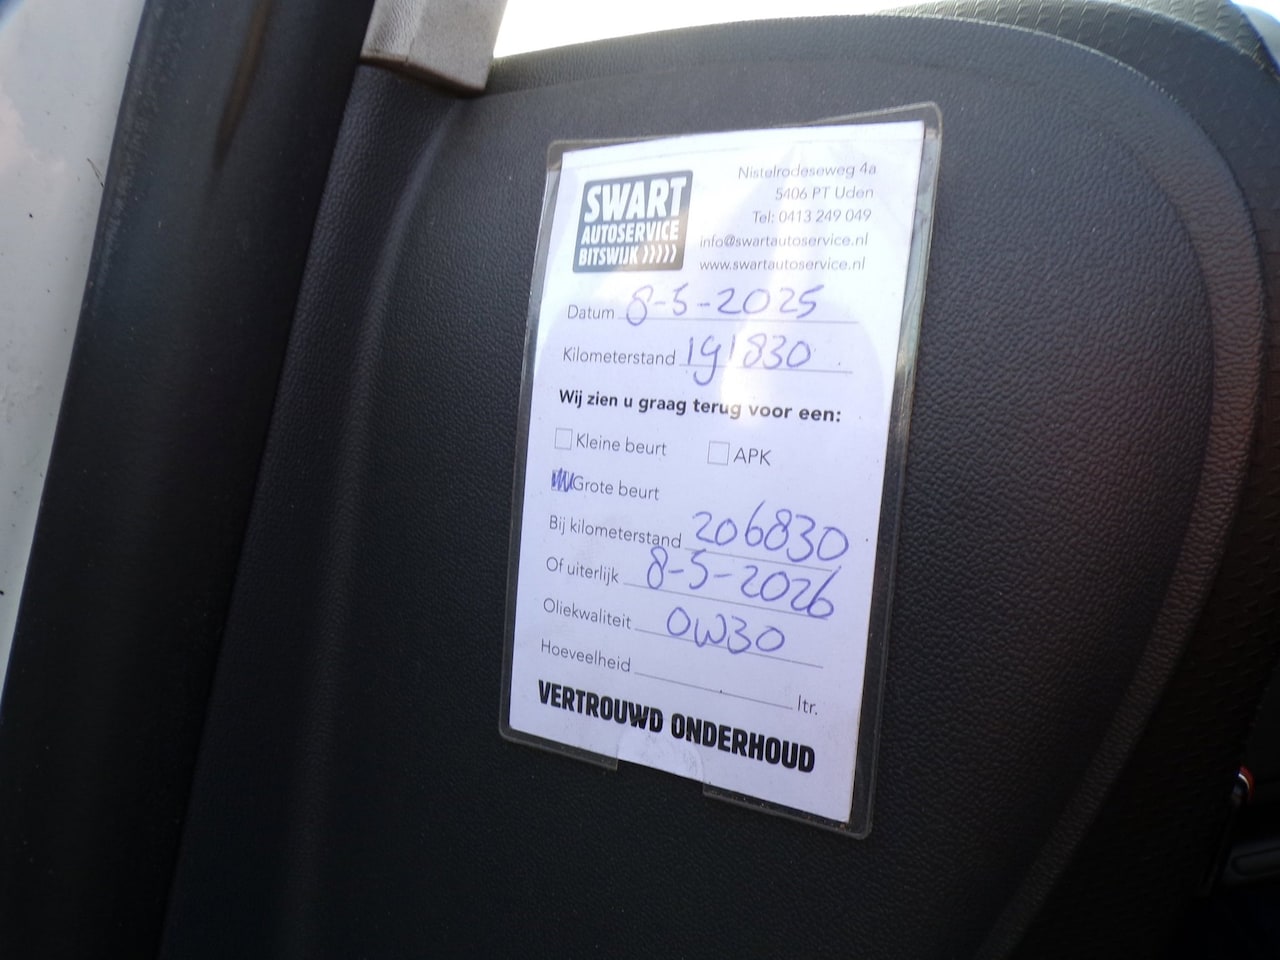 SWART
AUTOSERVICE
BITSWIJK
Nistelrodeseweg 4a
5406 PT Uden
Tel: 0413 249 049
info@swartautoservice.nl
www.swartautoservice.nl
Datum 8-5-2025
Kilometerstand 191830
Wij zien u graag terug voor een:
Kleine beurt APK
Grote beurt
Bij kilometerstand 206830
Of uiterlijk 8-5-2026
Oliekwaliteit 0W30
Hoeveelheid ltr.
VERTROUWD ONDERHOUD